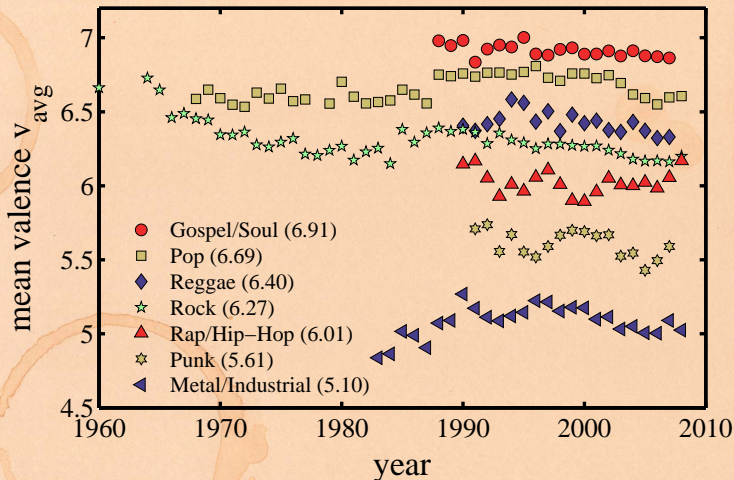 7
6.5
6
5.5
5
4.5
mean valence v_avg
Gospel/Soul (6.91)
Pop (6.69)
Reggae (6.40)
Rock (6.27)
Rap/Hip−Hop (6.01)
Punk (5.61)
Metal/Industrial (5.10)
1960 1970 1980 1990 2000 2010
year